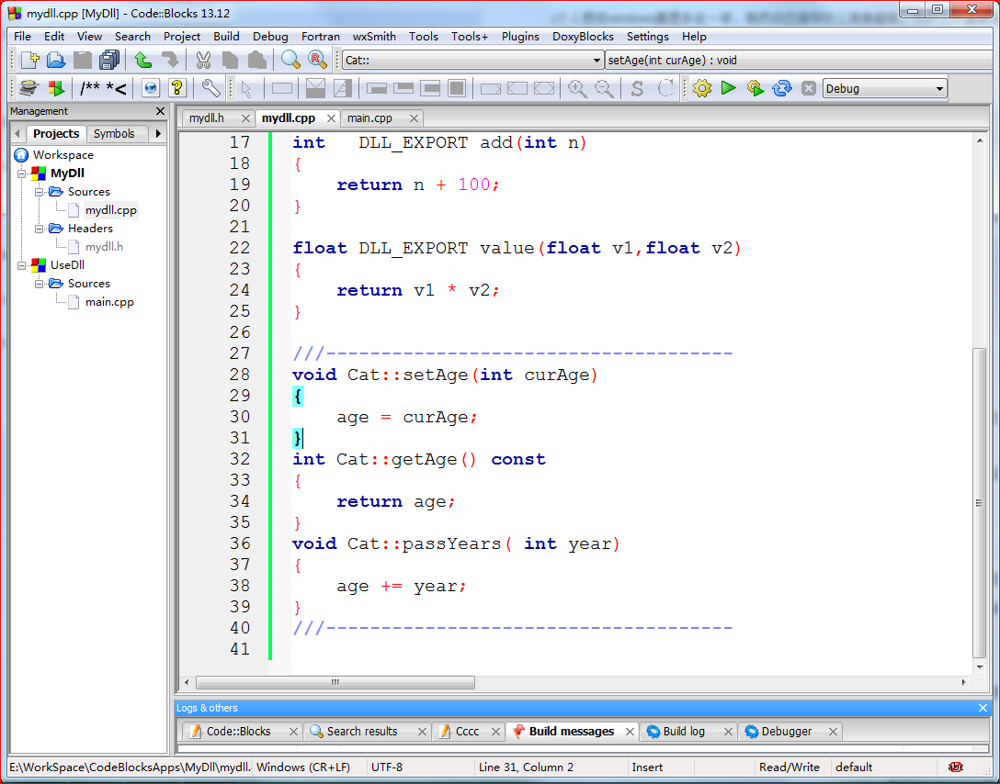 mydll.cpp [MyDll] - Code::Blocks 13.12
File Edit View Search Project Build Debug Fortran wxSmith Tools Tools+ Plugins DoxyBlocks Settings Help
Cat:: setAge(int curAge) : void
/** *< Debug
Management
mydll.h mydll.cpp main.cpp
Projects Symbols
Workspace
MyDll
Sources
mydll.cpp
Headers
mydll.h
UseDll
Sources
main.cpp
17 int DLL_EXPORT add(int n)
18 {
19 return n + 100;
20 }
21
22 float DLL_EXPORT value(float v1,float v2)
23 {
24 return v1 * v2;
25 }
26
27 ///-------------------------------------
28 void Cat::setAge(int curAge)
29 {
30 age = curAge;
31 }
32 int Cat::getAge() const
33 {
34 return age;
35 }
36 void Cat::passYears( int year)
37 {
38 age += year;
39 }
40 ///-------------------------------------
41
Logs & others
Code::Blocks Search results Cccc Build messages Build log Debugger
E:\WorkSpace\CodeBlocksApps\MyDll\mydll. Windows (CR+LF) UTF-8 Line 31, Column 2 Insert Read/Write default